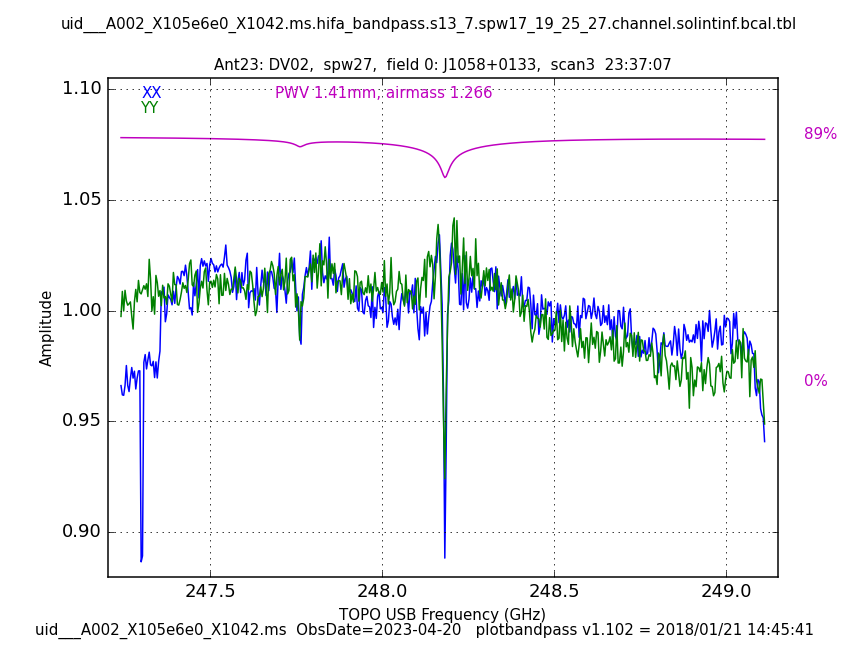 uid___A002_X105e6e0_X1042.ms.hifa_bandpass.s13_7.spw17_19_25_27.channel.solintinf.bcal.tbl
Ant23: DV02,  spw27,  field 0: J1058+0133,  scan3  23:37:07
1.10
XX
PWV 1.41mm, airmass 1.266
YY
89%
1.05
1.00
Amplitude
0%
0.95
0.90
247.5
248.0
248.5
249.0
TOPO USB Frequency (GHz)
uid___A002_X105e6e0_X1042.ms  ObsDate=2023-04-20   plotbandpass v1.102 = 2018/01/21 14:45:41